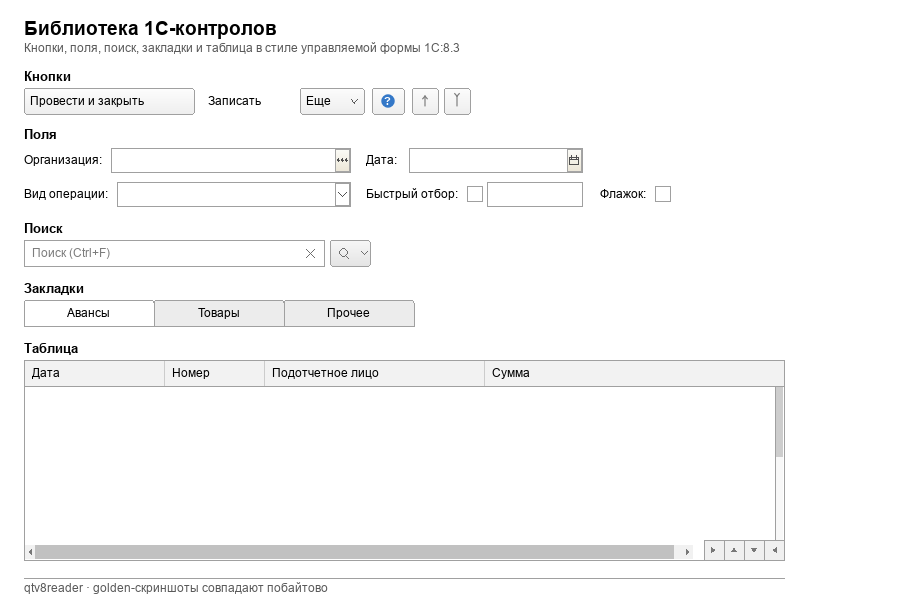 Библиотека 1С-контролов
Кнопки, поля, поиск, закладки и таблица в стиле управляемой формы 1С:8.3
Кнопки
Провести и закрыть Записать Еще ?
Поля
Организация: Дата:
Вид операции: Быстрый отбор: Флажок:
Поиск
Поиск (Ctrl+F)
Закладки
Авансы Товары Прочее
Таблица
Дата Номер Подотчетное лицо Сумма
qtv8reader · golden-скриншоты совпадают побайтово